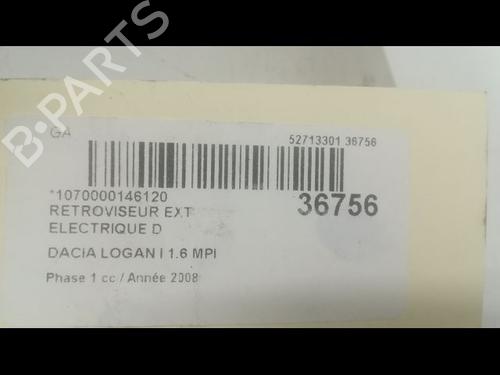 B-PARTS
GA
52713301 36756
*1070000146120
36756
RETROVISEUR EXT
ELECTRIQUE D
DACIA LOGAN I 1.6 MPI
Phase 1 cc / Année 2008